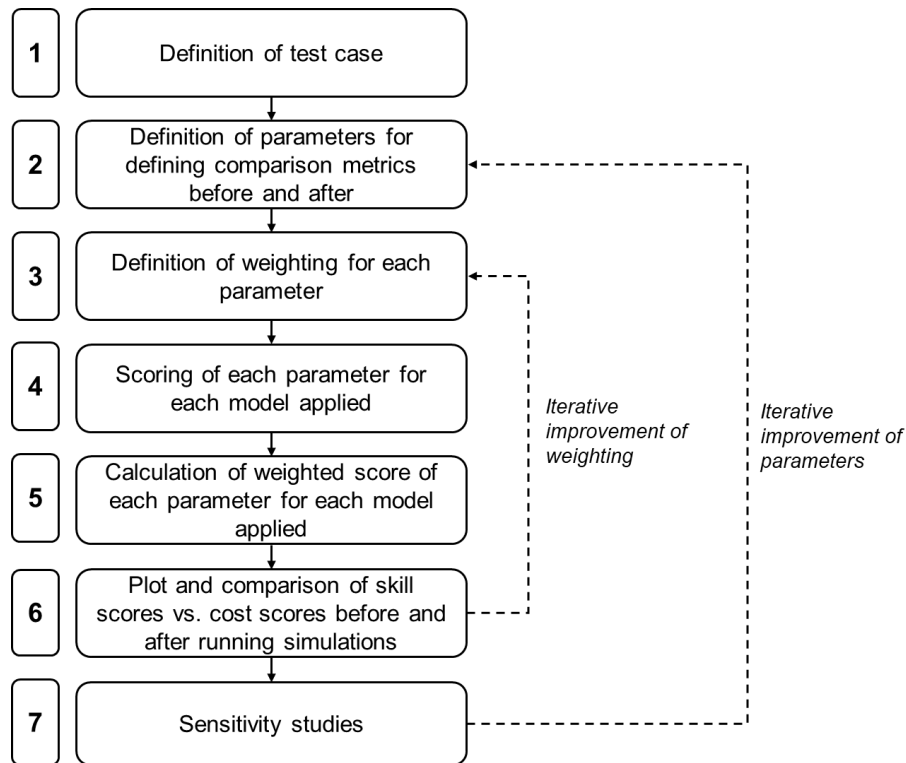 1
Definition of test case
2
Definition of parameters for
defining comparison metrics
before and after
3
Definition of weighting for each
parameter
4
Scoring of each parameter for
each model applied
Iterative
improvement of
weighting
Iterative
improvement of
parameters
5
Calculation of weighted score of
each parameter for each model
applied
6
Plot and comparison of skill
scores vs. cost scores before and
after running simulations
7
Sensitivity studies